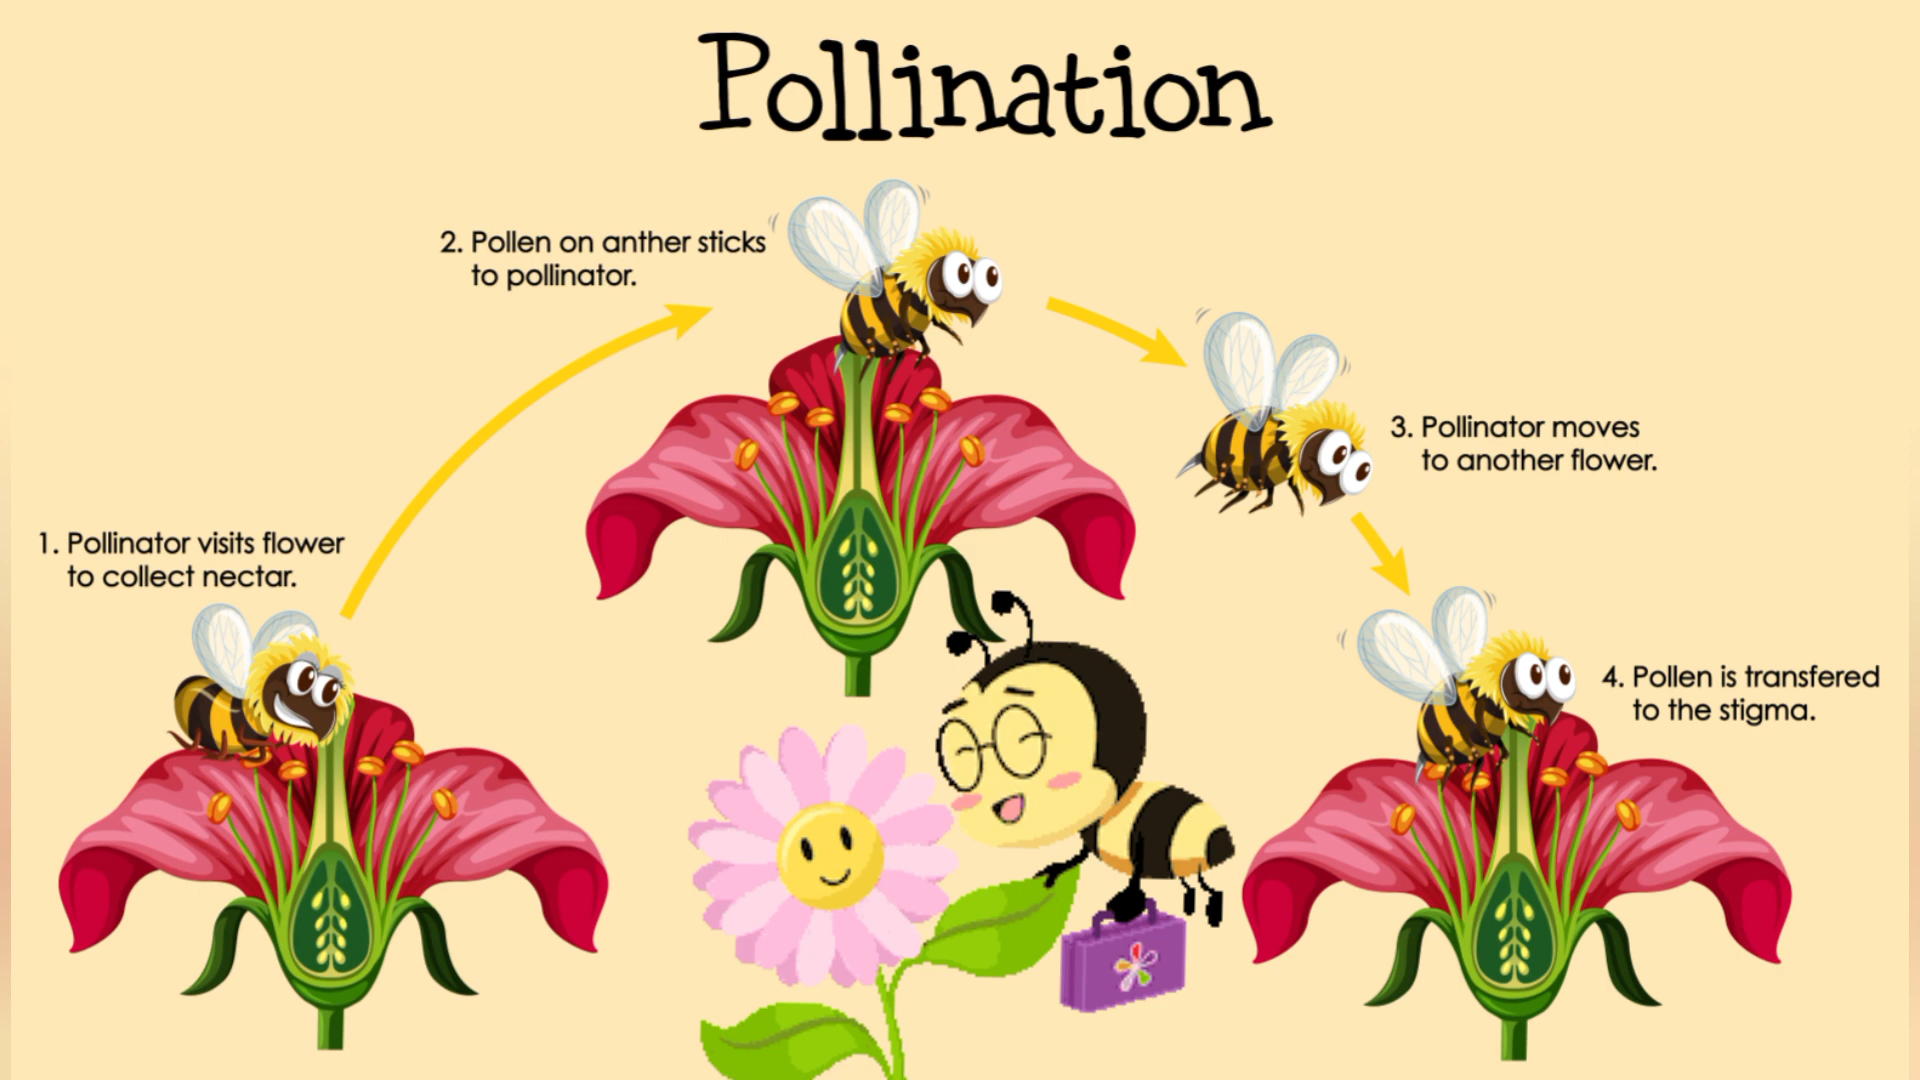 Pollination
1. Pollinator visits flower
to collect nectar.
2. Pollen on anther sticks
to pollinator.
3. Pollinator moves
to another flower.
4. Pollen is transfered
to the stigma.